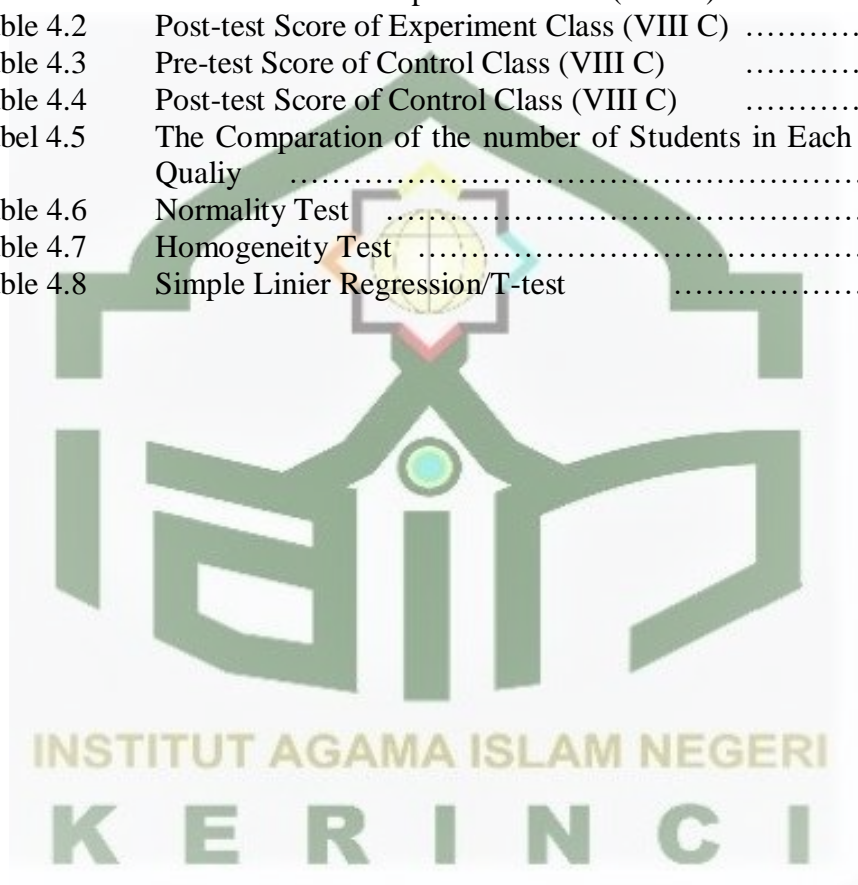 ble 4.2 Post-test Score of Experiment Class (VIII C) …………
ble 4.3 Pre-test Score of Control Class (VIII C) …………
ble 4.4 Post-test Score of Control Class (VIII C) …………
bel 4.5 The Comparation of the number of Students in Each
Qualiy ……………………………………………………
ble 4.6 Normality Test ……………………………………………
ble 4.7 Homogeneity Test …………………………………………
ble 4.8 Simple Linier Regression/T-test …………………
iain
INSTITUT AGAMA ISLAM NEGERI
KERINCI